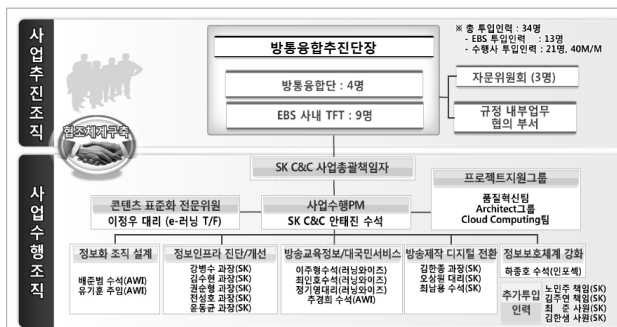 ※ 총 투입인력 : 34명
- EBS 투입인력 : 13명
- 수행사 투입인력 : 21명. 40M/M
사업추진조직
방통융합추진단장
방통융합단 : 4명
EBS 사내 TFT : 9명
자문위원회 (3명)
규정 내부업무
협의 부서
협조체계구축
사업수행조직
SK C&C 사업총괄책임자
콘텐츠 표준화 전문위원
이정우 대리 (e-러닝 T/F)
사업수행PM
SK C&C 안태진 수석
프로젝트지원그룹
품질혁신팀
Architect그룹
Cloud Computing팀
정보화 조직 설계
배준범 수석(AWI)
유기훈 주임(AWI)
정보인프라 진단/개선
강병수 과장(SK)
김수현 과장(SK)
권순형 과장(SK)
전성호 과장(SK)
윤동균 과장(SK)
방송교육정보/대국민서비스
이주형수석(러닝와이즈)
최인호수석(러닝와이즈)
정기영대리(러닝와이즈)
주경희 수석(AWI)
방송제작 디지털 전환
김한종 과장(SK)
오상원 대리(SK)
최남용 수석(SK)
정보보호체계 강화
하종호 수석(인포섹)
추가투입
인력
노민주 책임(SK)
김주연 책임(SK)
최 준 사원(SK)
김한샘 사원(SK)